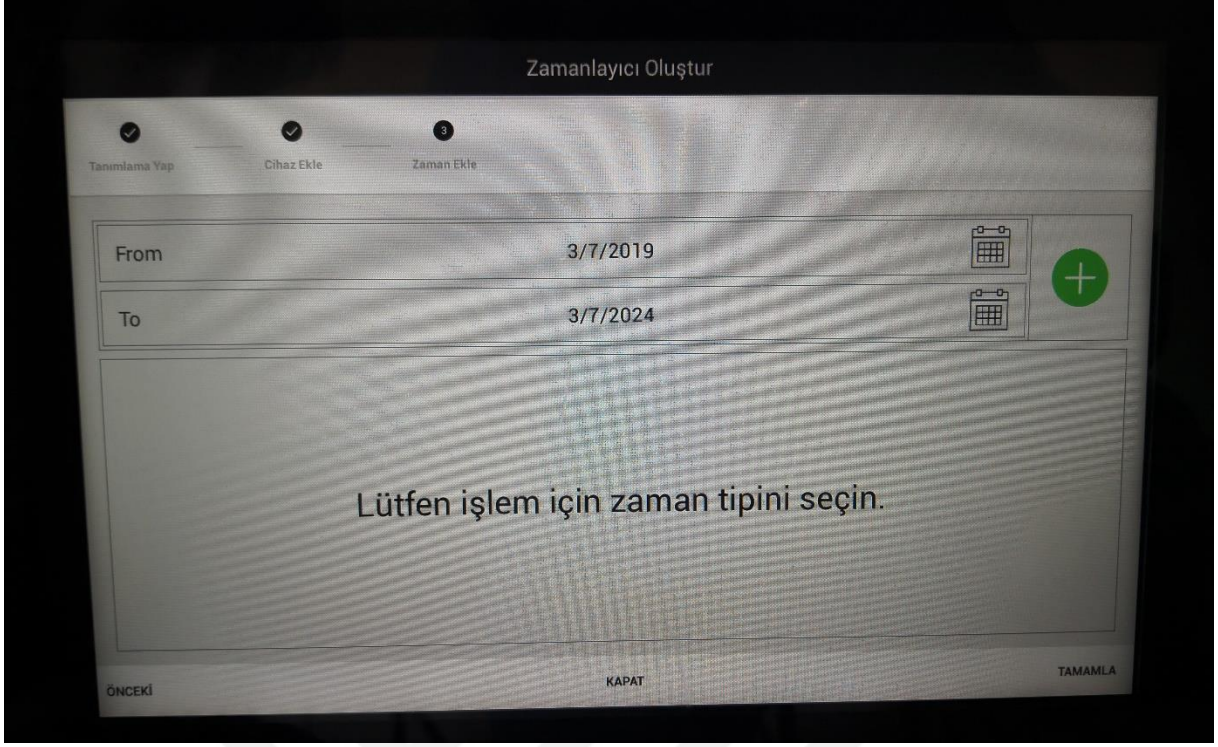 Zamanlayıcı Oluştur
3
Tanımlama Yap
Cihaz Ekle
Zaman Ekle
From 3/7/2019
To 3/7/2024
Lütfen işlem için zaman tipini seçin.
ÖNCEKİ KAPAT TAMAMLA